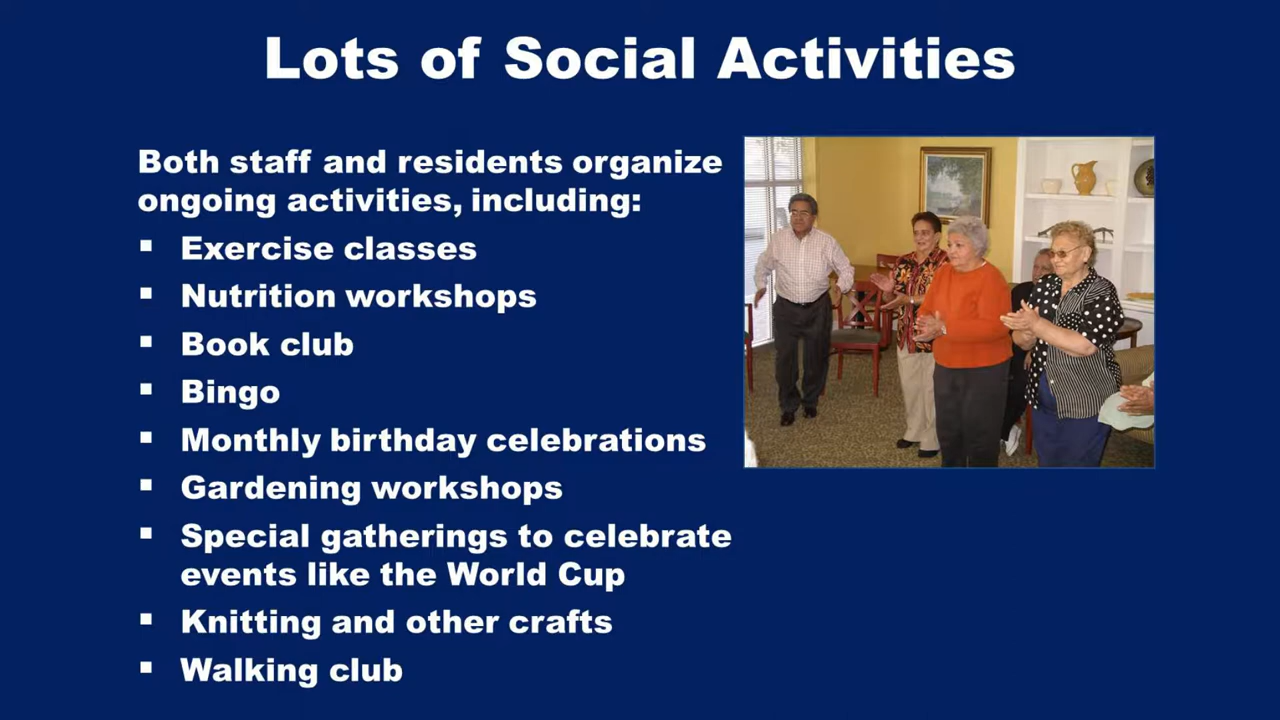 Lots of Social Activities
Both staff and residents organize
ongoing activities, including:
▪ Exercise classes
▪ Nutrition workshops
▪ Book club
▪ Bingo
▪ Monthly birthday celebrations
▪ Gardening workshops
▪ Special gatherings to celebrate
events like the World Cup
▪ Knitting and other crafts
▪ Walking club